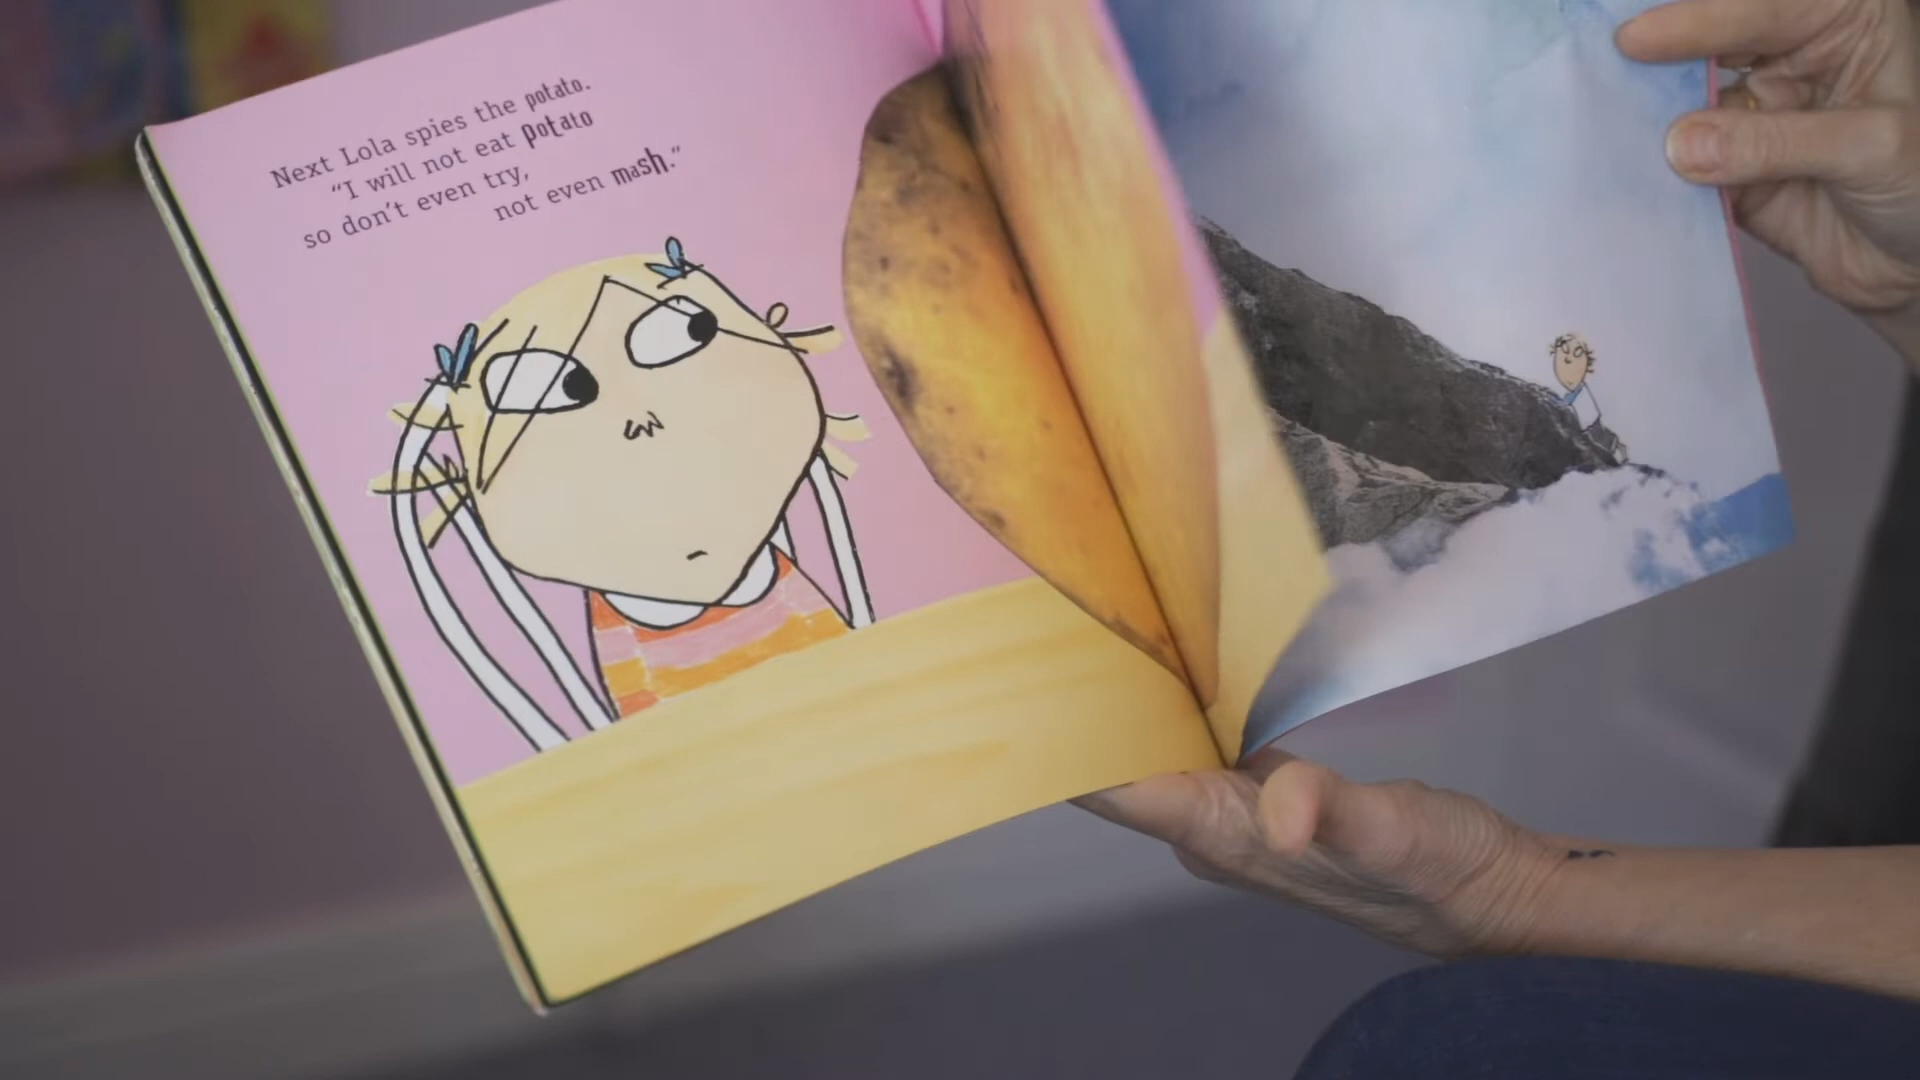 Next Lola spies the potato.
“I will not eat potato
so don’t even try,
not even mash.”